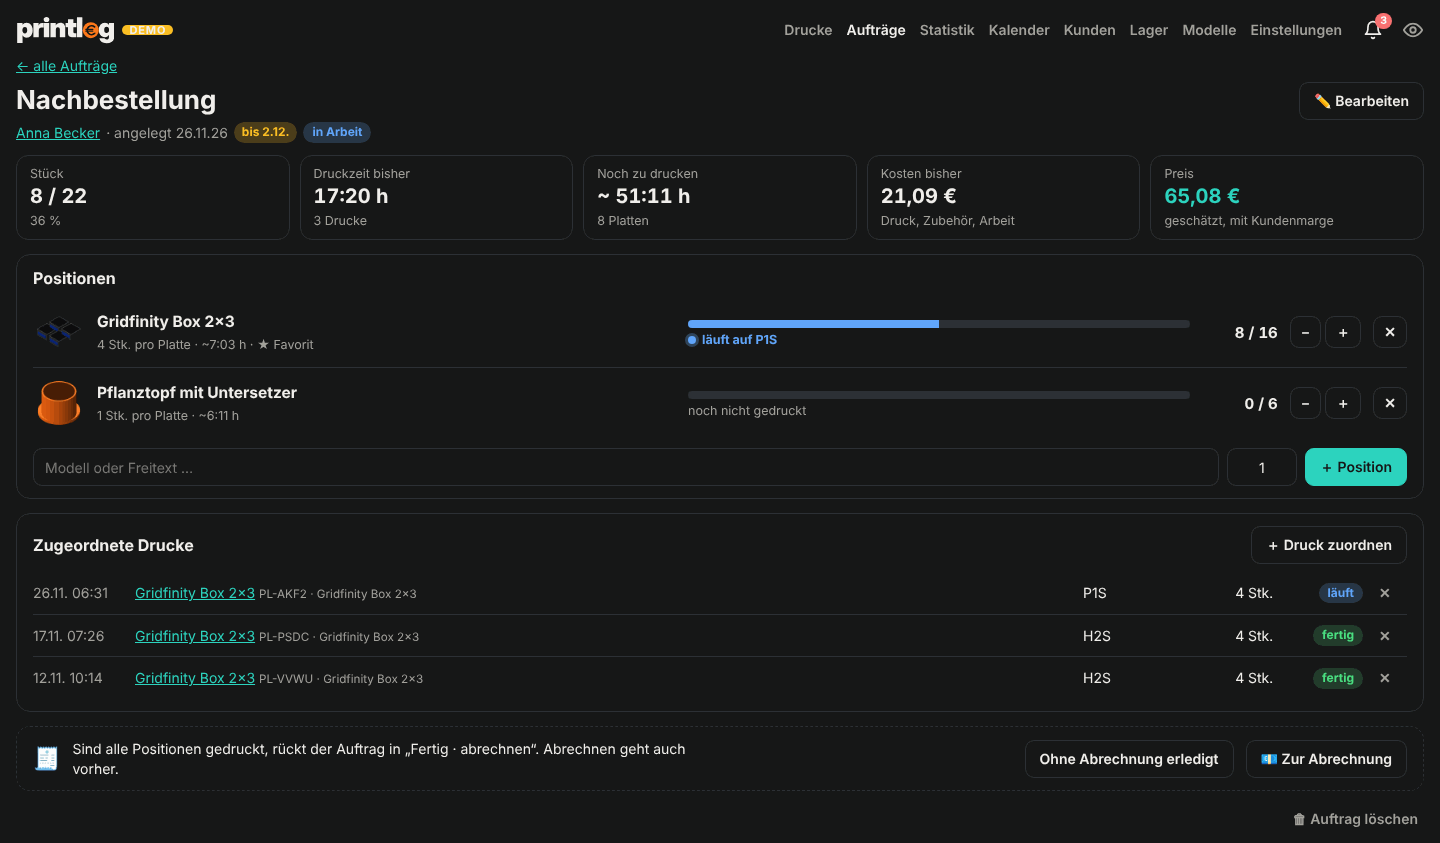 printlog DEMO
Drucke Aufträge Statistik Kalender Kunden Lager Modelle Einstellungen 3
← alle Aufträge
Nachbestellung
✏️ Bearbeiten
Anna Becker · angelegt 26.11.26 bis 2.12. in Arbeit
Stück
8 / 22
36 %
Druckzeit bisher
17:20 h
3 Drucke
Noch zu drucken
~ 51:11 h
8 Platten
Kosten bisher
21,09 €
Druck, Zubehör, Arbeit
Preis
65,08 €
geschätzt, mit Kundenmarge
Positionen
Gridfinity Box 2×3
4 Stk. pro Platte · ~7:03 h · ★ Favorit
läuft auf P1S
8 / 16 − + ✕
Pflanztopf mit Untersetzer
1 Stk. pro Platte · ~6:11 h
noch nicht gedruckt
0 / 6 − + ✕
Modell oder Freitext … 1 + Position
Zugeordnete Drucke + Druck zuordnen
26.11. 06:31 Gridfinity Box 2×3 PL-AKF2 · Gridfinity Box 2×3 P1S 4 Stk. läuft ✕
17.11. 07:26 Gridfinity Box 2×3 PL-PSDC · Gridfinity Box 2×3 H2S 4 Stk. fertig ✕
12.11. 10:14 Gridfinity Box 2×3 PL-VVWU · Gridfinity Box 2×3 H2S 4 Stk. fertig ✕
Sind alle Positionen gedruckt, rückt der Auftrag in „Fertig · abrechnen“. Abrechnen geht auch
vorher.
Ohne Abrechnung erledigt 💶 Zur Abrechnung
🗑 Auftrag löschen